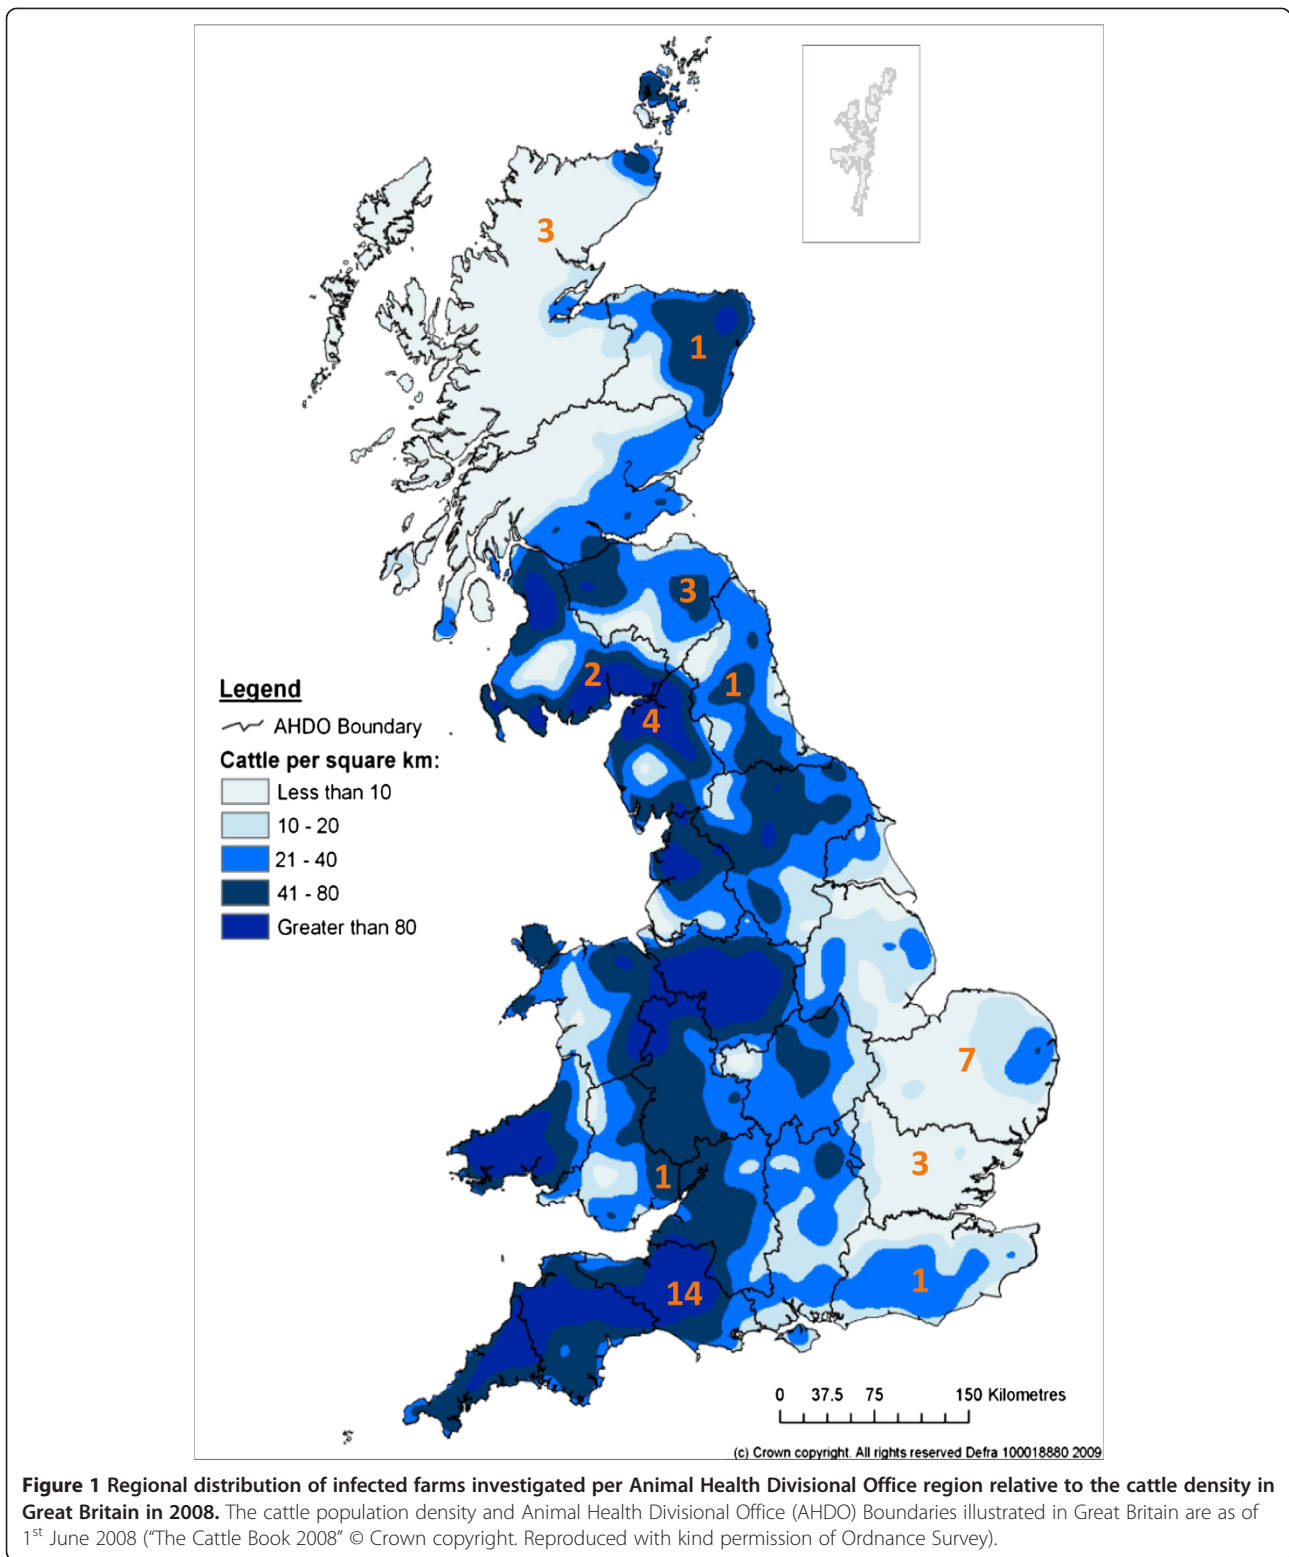 3
1
3
2
1
4
Legend
AHDO Boundary
Cattle per square km:
Less than 10
10 - 20
21 - 40
41 - 80
Greater than 80
7
3
1
1
14
0 37.5 75 150 Kilometres
(c) Crown copyright. All rights reserved Defra 100018880 2009
Figure 1 Regional distribution of infected farms investigated per Animal Health Divisional Office region relative to the cattle density in
Great Britain in 2008. The cattle population density and Animal Health Divisional Office (AHDO) Boundaries illustrated in Great Britain are as of
1st June 2008 (“The Cattle Book 2008” © Crown copyright. Reproduced with kind permission of Ordnance Survey).